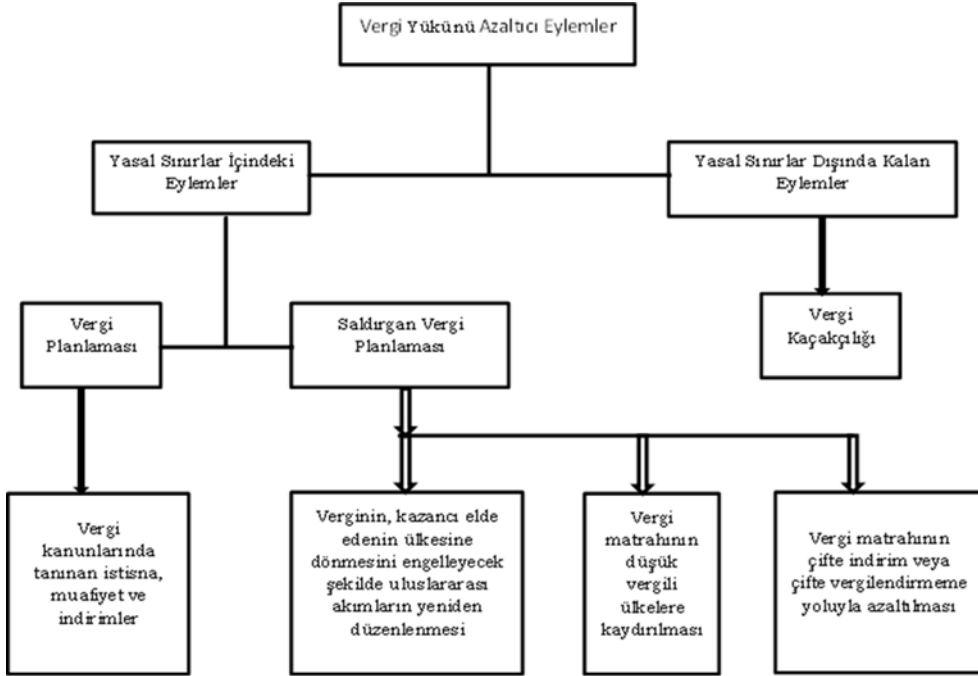 Vergi Yükünü Azaltıcı Eylemler
Yasal Sınırlar İçindeki
Eylemler
Yasal Sınırlar Dışında Kalan
Eylemler
Vergi
Planlaması
Saldırgan Vergi
Planlaması
Vergi
Kaçakçılığı
Vergi
kanunlarında
tanınan istisna,
muafiyet ve
indirimler
Verginin, kazancı elde
edenin ülkesine
dönmesini engelleyecek
şekilde uluslararası
akımların yeniden
düzenlenmesi
Vergi
matrahının
düşük
vergili
ülkelere
kaydırılması
Vergi matrahının
çifte indirim veya
çifte vergilendirmeme
yoluyla azaltılması